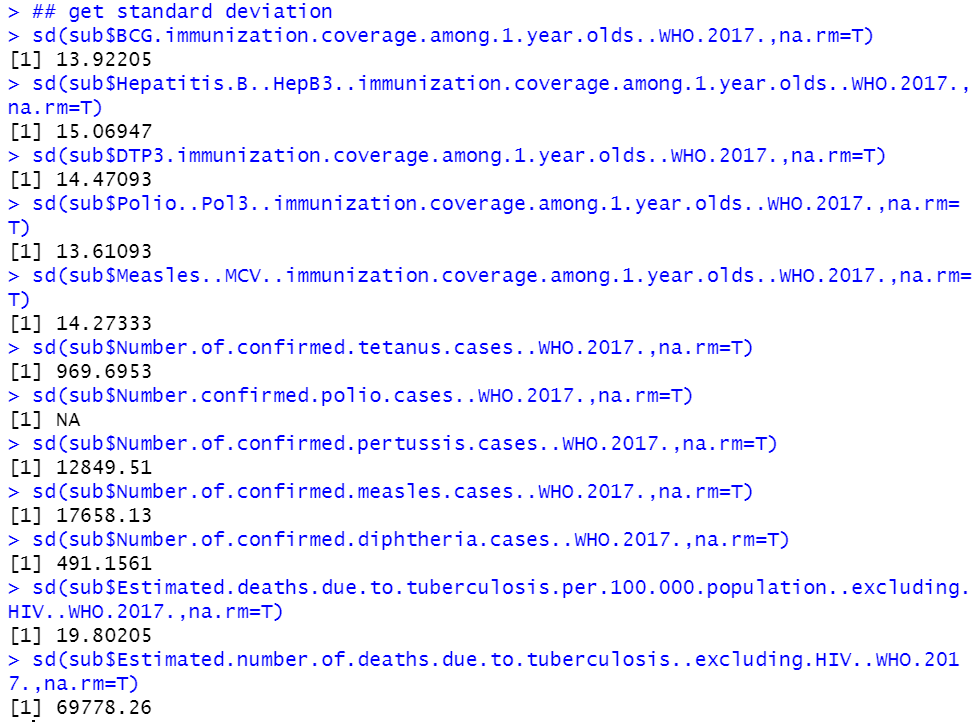 > ## get standard deviation
> sd(sub$BCG.immunization.coverage.among.1.year.olds..WHO.2017.,na.rm=T)
[1] 13.92205
> sd(sub$Hepatitis.B..HepB3..immunization.coverage.among.1.year.olds..WHO.2017.,
na.rm=T)
[1] 15.06947
> sd(sub$DTP3.immunization.coverage.among.1.year.olds..WHO.2017.,na.rm=T)
[1] 14.47093
> sd(sub$Polio..Pol3..immunization.coverage.among.1.year.olds..WHO.2017.,na.rm=
T)
[1] 13.61093
> sd(sub$Measles..MCV..immunization.coverage.among.1.year.olds..WHO.2017.,na.rm=
T)
[1] 14.27333
> sd(sub$Number.of.confirmed.tetanus.cases..WHO.2017.,na.rm=T)
[1] 969.6953
> sd(sub$Number.confirmed.polio.cases..WHO.2017.,na.rm=T)
[1] NA
> sd(sub$Number.of.confirmed.pertussis.cases..WHO.2017.,na.rm=T)
[1] 12849.51
> sd(sub$Number.of.confirmed.measles.cases..WHO.2017.,na.rm=T)
[1] 17658.13
> sd(sub$Number.of.confirmed.diphtheria.cases..WHO.2017.,na.rm=T)
[1] 491.1561
> sd(sub$Estimated.deaths.due.to.tuberculosis.per.100.000.population..excluding.
HIV..WHO.2017.,na.rm=T)
[1] 19.80205
> sd(sub$Estimated.number.of.deaths.due.to.tuberculosis..excluding.HIV..WHO.201
7.,na.rm=T)
[1] 69778.26